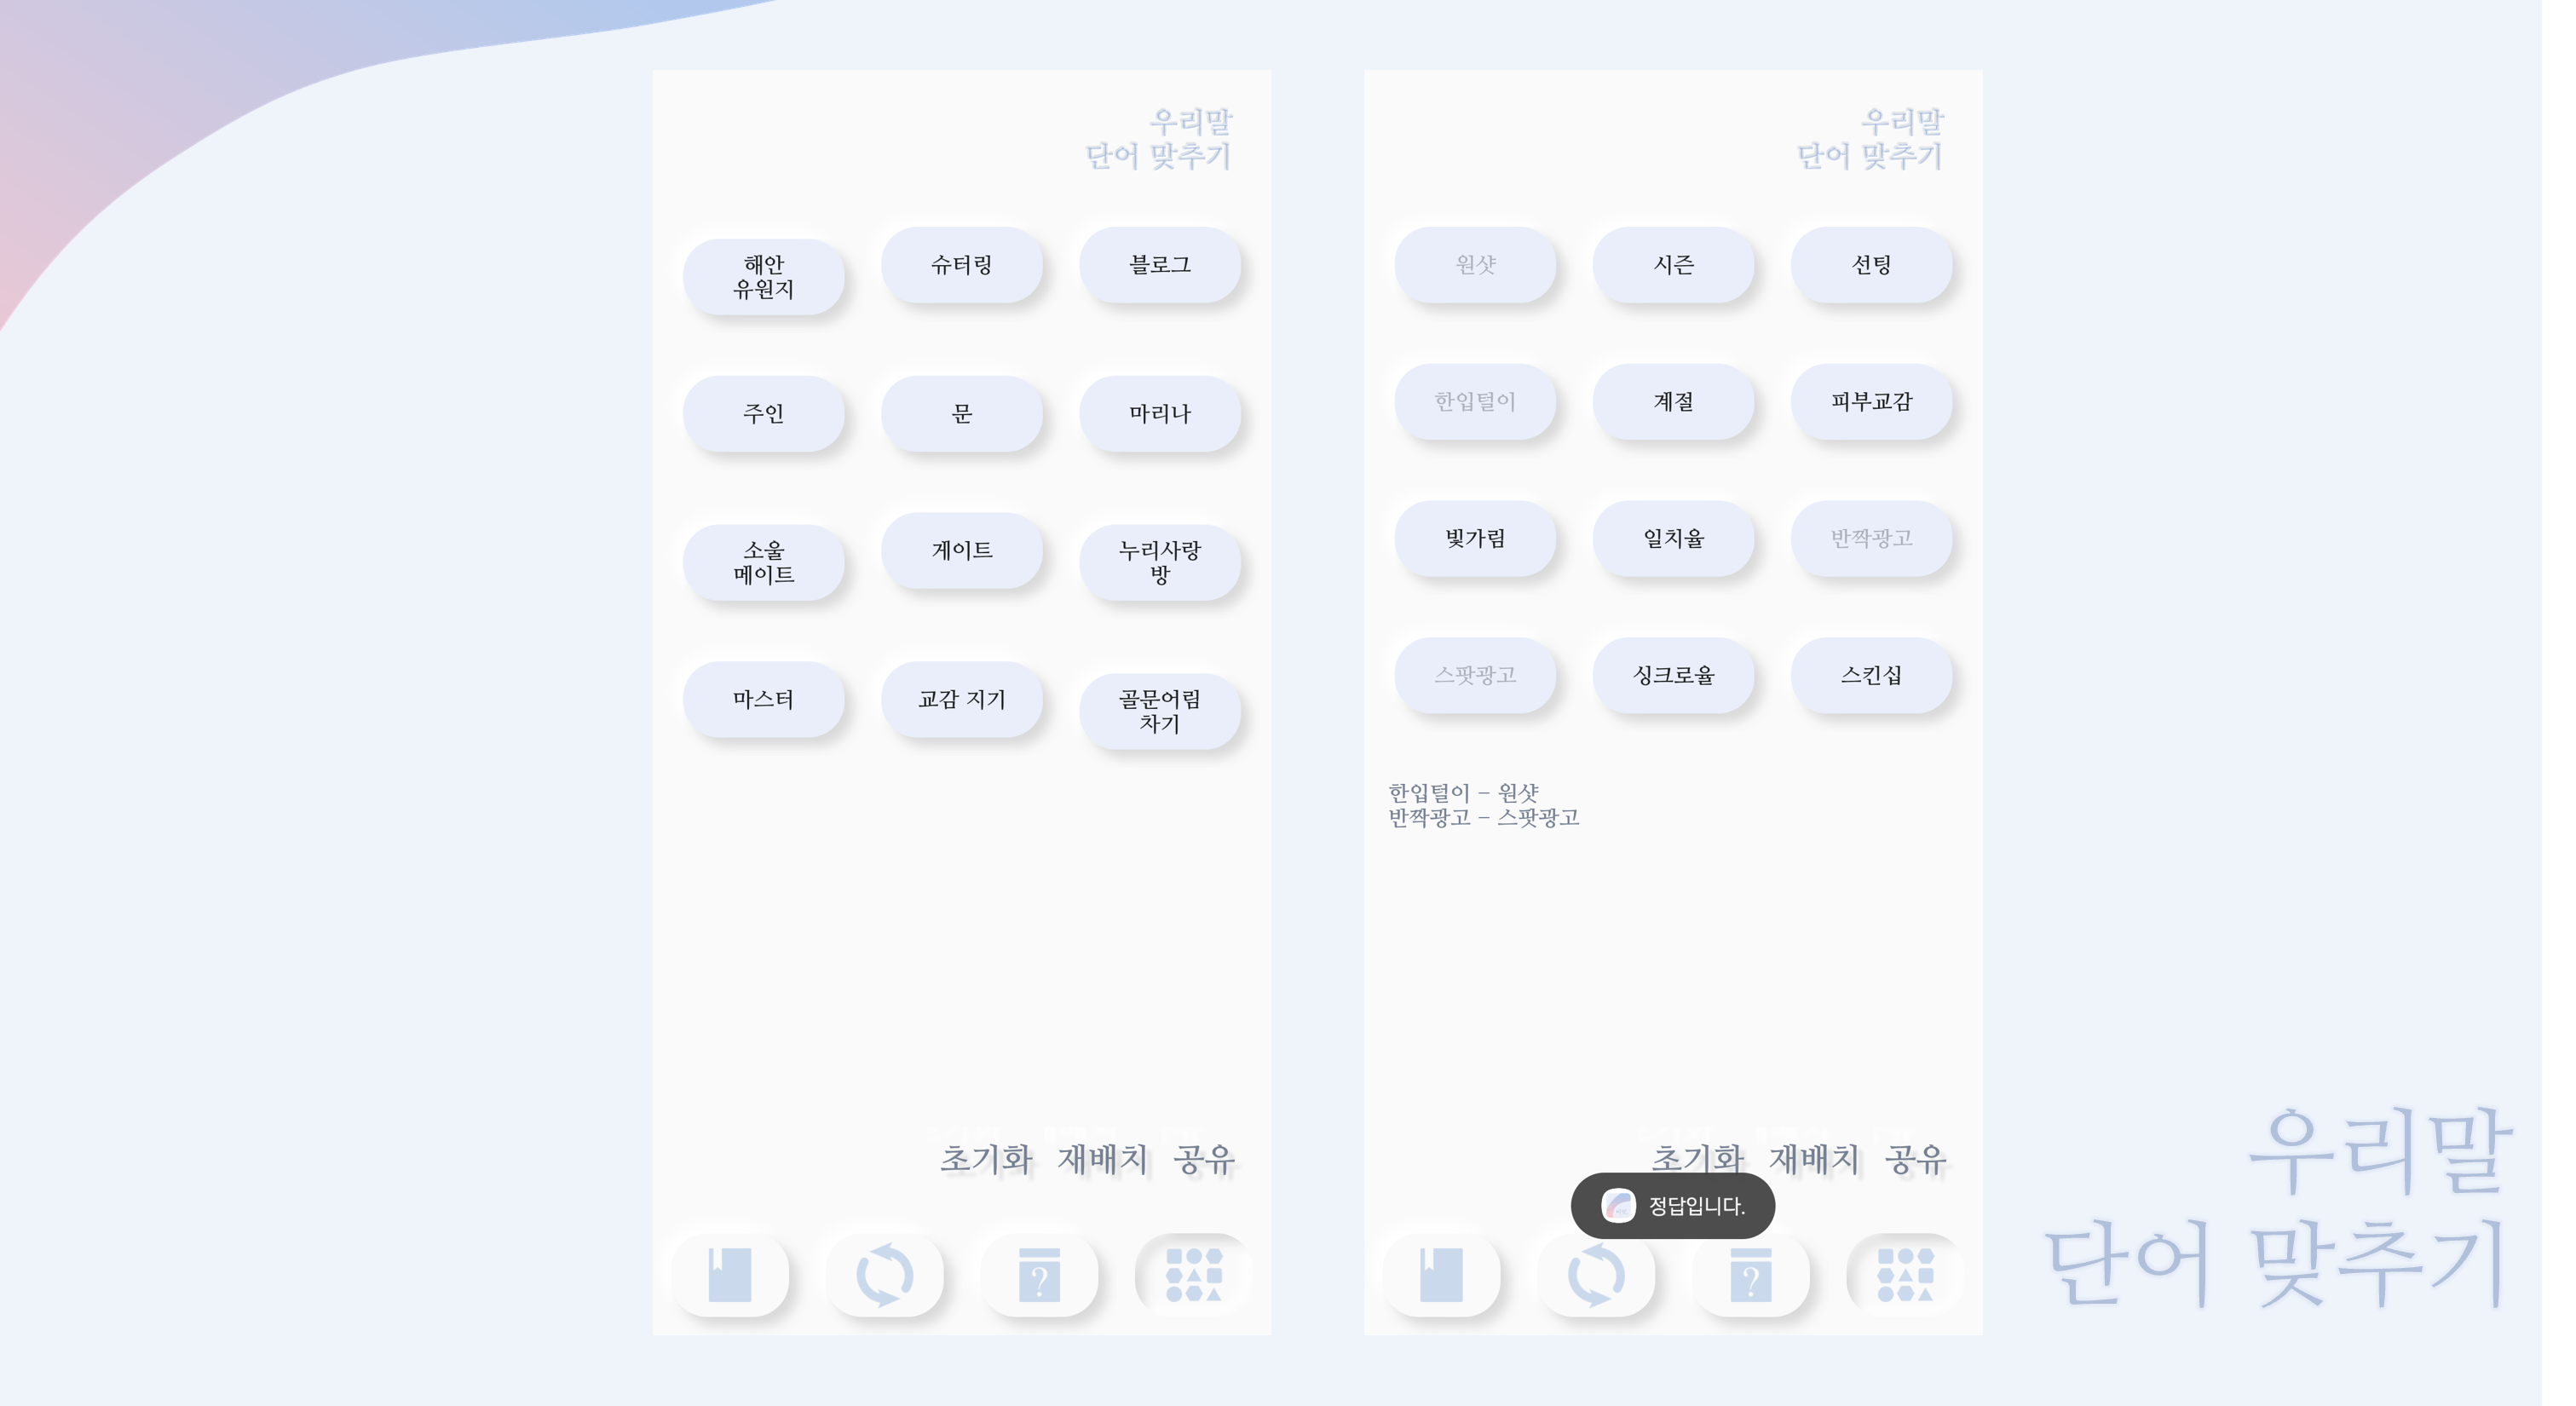 우리말
단어 맞추기
해안
유원지
슈터링
블로그
주인
문
마리나
소울
메이트
게이트
누리사랑
방
마스터
교감 지기
골문어림
차기
초기화 재배치 공유
?
우리말
단어 맞추기
원샷
시즌
선팅
한입털이
계절
피부교감
빛가림
일치율
반짝광고
스팟광고
싱크로율
스킨십
한입털이 - 원샷
반짝광고 - 스팟광고
초기화 재배치 공유
정답입니다.
?
우리말
단어 맞추기